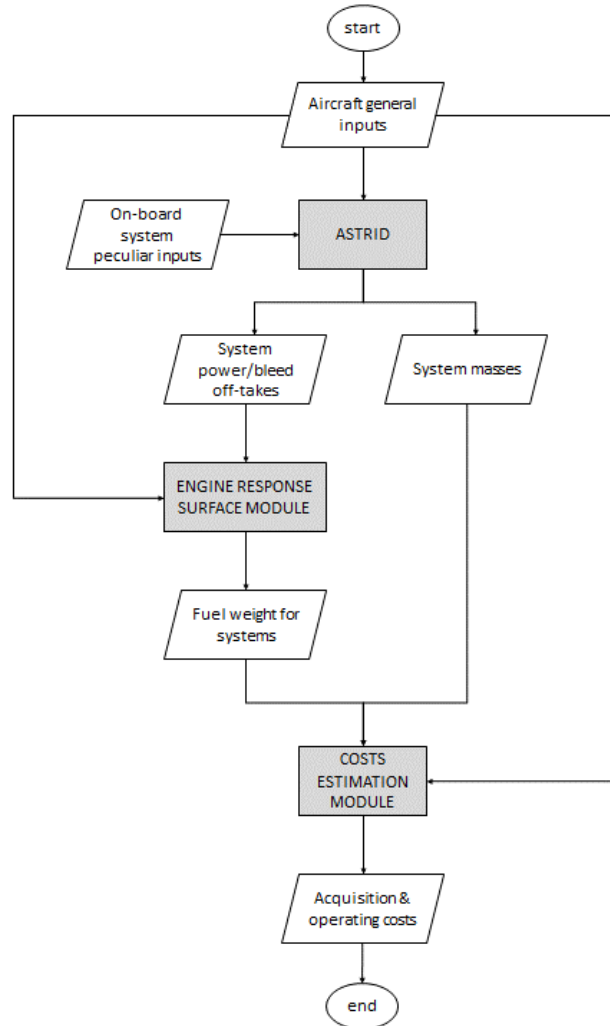 start
Aircraft general
inputs
On-board
system
peculiar inputs
ASTRID
System
power/bleed
off-takes
System masses
ENGINE RESPONSE
SURFACE MODULE
Fuel weight for
systems
COSTS
ESTIMATION
MODULE
Acquisition &
operating costs
end